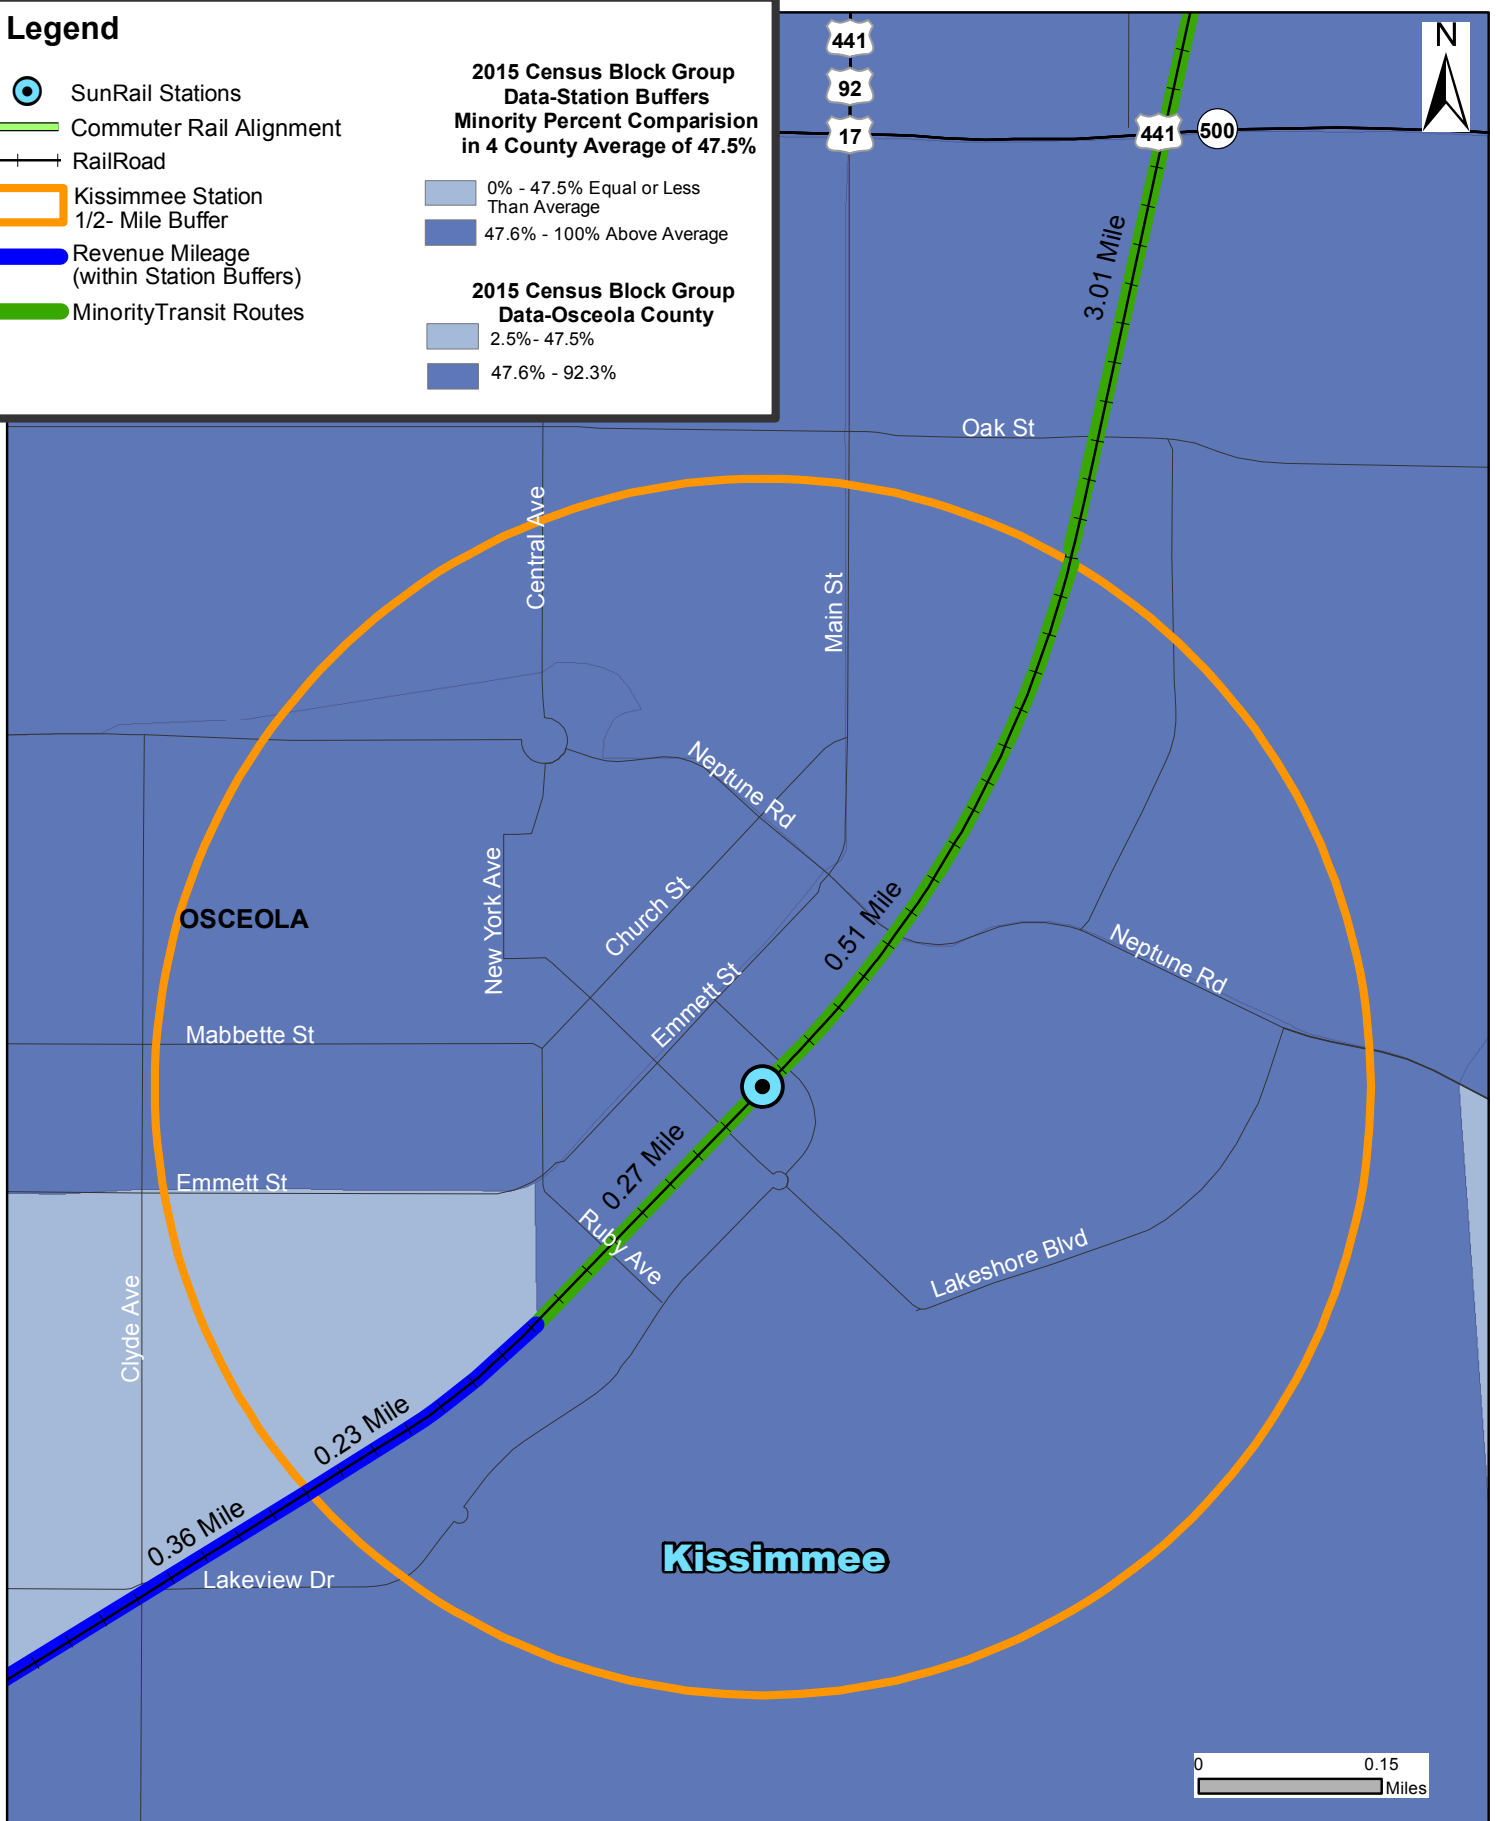 Legend
SunRail Stations
Commuter Rail Alignment
RailRoad
Kissimmee Station
1/2- Mile Buffer
Revenue Mileage
(within Station Buffers)
MinorityTransit Routes
2015 Census Block Group
Data-Station Buffers
Minority Percent Comparision
in 4 County Average of 47.5%
0% - 47.5% Equal or Less
Than Average
47.6% - 100% Above Average
2015 Census Block Group
Data-Osceola County
2.5%- 47.5%
47.6% - 92.3%
441
92
17
441
500
N
3.01 Mile
Oak St
Central Ave
Main St
Neptune Rd
New York Ave
Church St
0.51 Mile
OSCEOLA
Neptune Rd
Emmett St
Mabbette St
0.27 Mile
Emmett St
Ruby Ave
Lakeshore Blvd
Clyde Ave
0.23 Mile
0.36 Mile
Lakeview Dr
Kissimmee
0 0.15
Miles